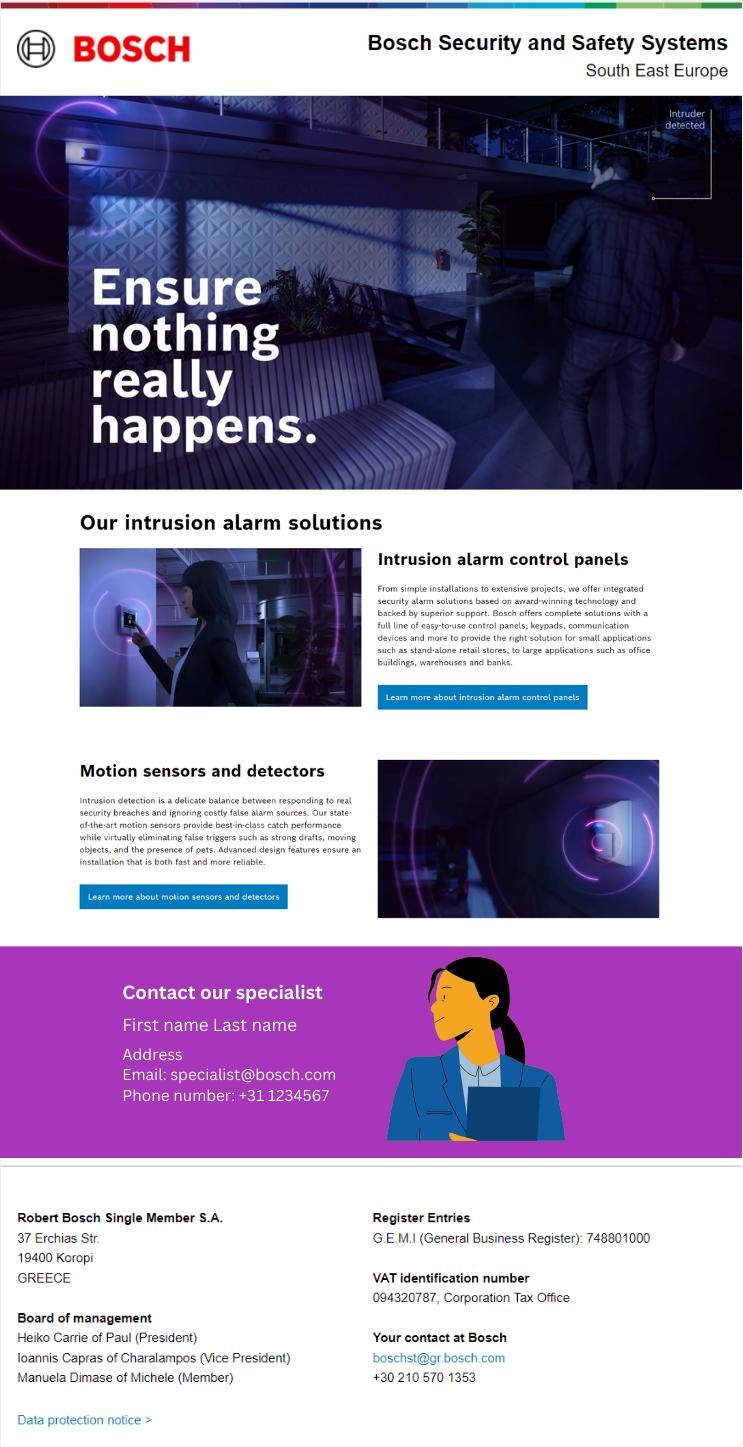 BOSCH
Bosch Security and Safety Systems
South East Europe
Intruder
detected
Ensure
nothing
really
happens.
Our intrusion alarm solutions
Intrusion alarm control panels
From simple installations to extensive projects, we offer integrated
security alarm solutions based on award-winning technology and
backed by superior support. Bosch offers complete solutions with a
full line of easy-to-use control panels, keypads, communication
devices and more to provide the right solution for small applications
such as stand-alone retail stores, to large applications such as office
buildings, warehouses and banks.
Learn more about intrusion alarm control panels
Motion sensors and detectors
Intrusion detection is a delicate balance between responding to real
security breaches and ignoring costly false alarm sources. Our state-
of-the-art motion sensors provide best-in-class catch performance
while virtually eliminating false triggers such as strong drafts, moving
objects, and the presence of pets. Advanced design features ensure an
installation that is both fast and more reliable.
Learn more about motion sensors and detectors
Contact our specialist
First name Last name
Address
Email: specialist@bosch.com
Phone number: +31 1234567
Robert Bosch Single Member S.A.
37 Erchias Str.
19400 Koropi
GREECE
Board of management
Heiko Carrie of Paul (President)
Ioannis Capras of Charalampos (Vice President)
Manuela Dimase of Michele (Member)
Data protection notice >
Register Entries
G.E.M.I (General Business Register): 748801000
VAT identification number
094320787, Corporation Tax Office
Your contact at Bosch
boschst@gr.bosch.com
+30 210 570 1353